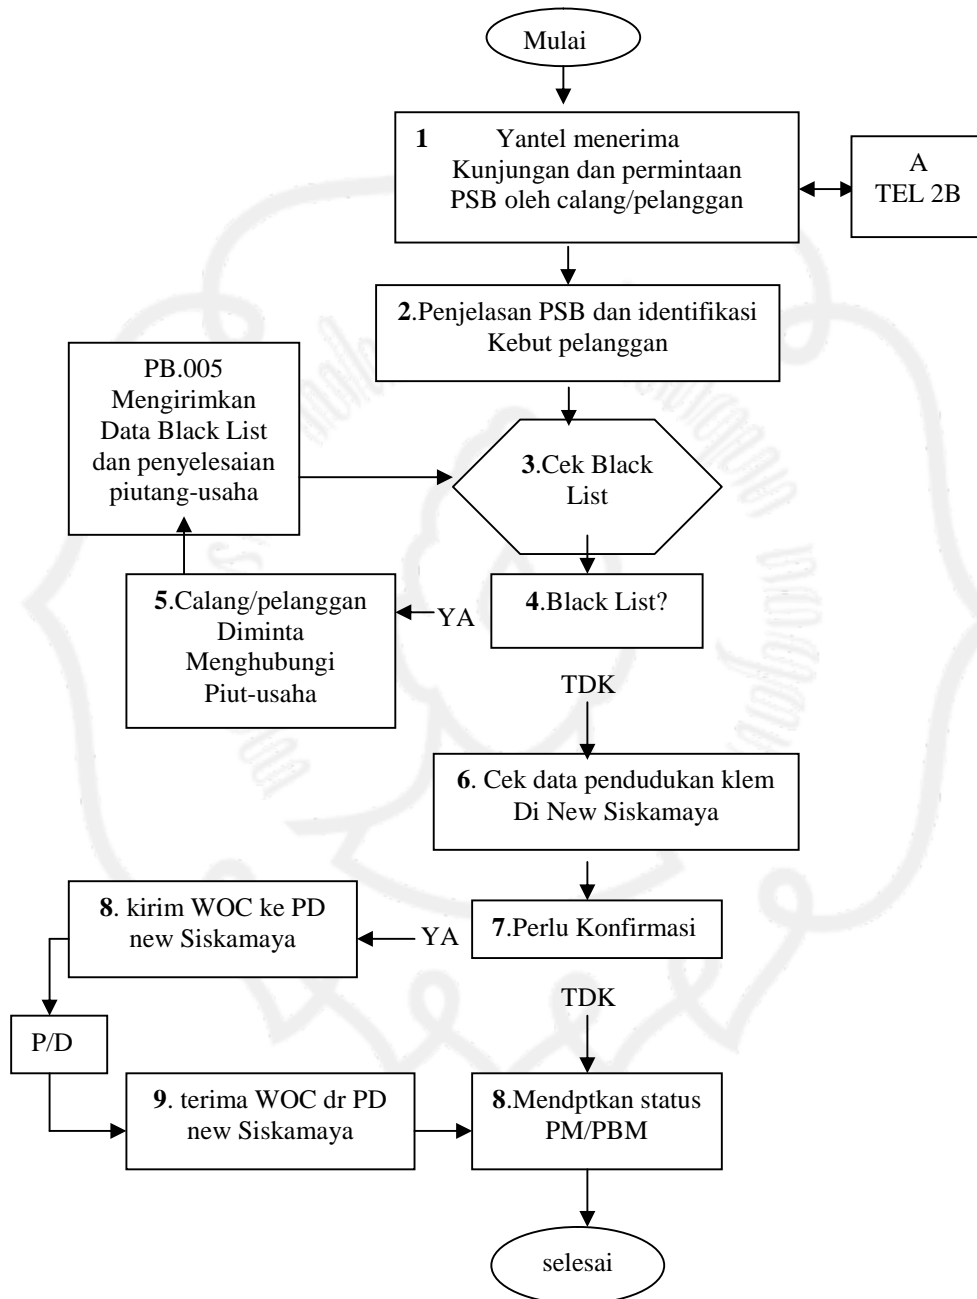 Mulai
1 Yantel menerima
Kunjungan dan permintaan
PSB oleh calang/pelanggan
A
TEL 2B
2.Penjelasan PSB dan identifikasi
Kebut pelanggan
PB.005
Mengirimkan
Data Black List
dan penyelesaian
piutang-usaha
3.Cek Black
List
4.Black List?
YA
5.Calang/pelanggan
Diminta
Menghubungi
Piut-usaha
TDK
6. Cek data pendudukan klem
Di New Siskamaya
7.Perlu Konfirmasi
YA
8. kirim WOC ke PD
new Siskamaya
TDK
P/D
9. terima WOC dr PD
new Siskamaya
8.Mendptkan status
PM/PBM
selesai